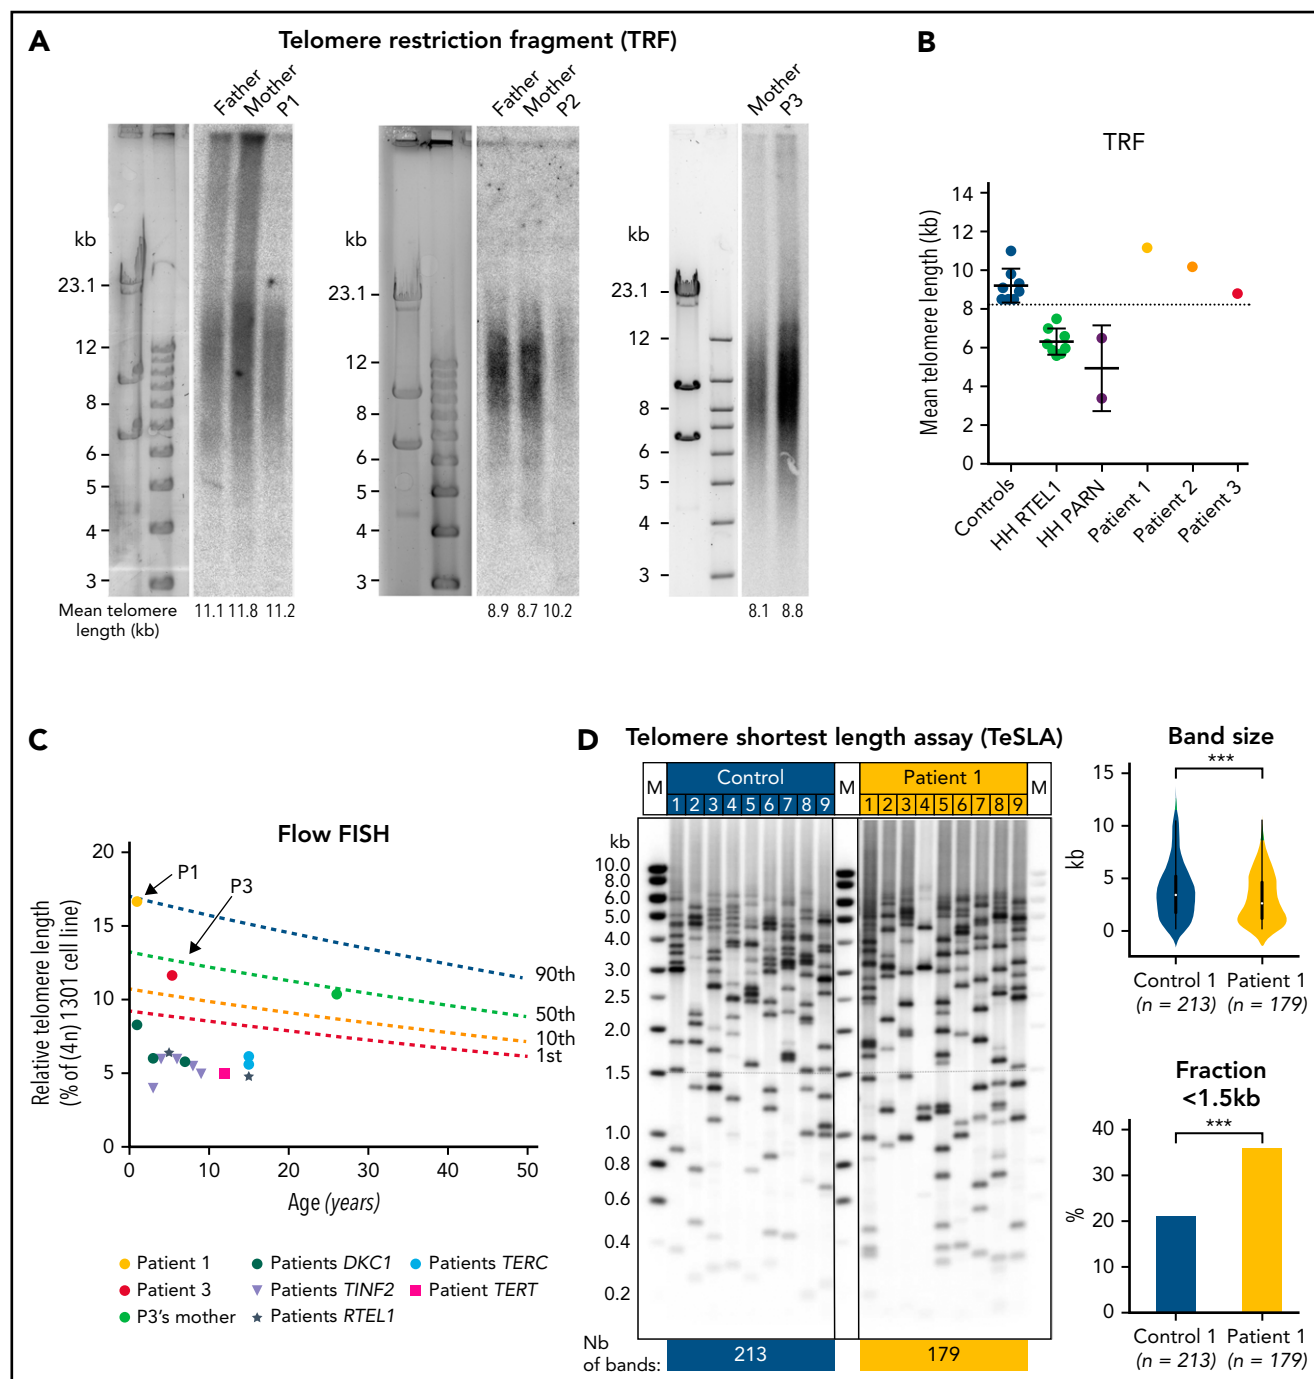 A
Telomere restriction fragment (TRF)
Father
Mother
P1
Father
Mother
P2
Mother
P3
kb
23.1
12
8
6
5
4
3
kb
23.1
12
8
6
5
4
3
kb
23.1
12
8
6
5
4
3
Mean telomere length (kb)
11.1 11.8 11.2
8.9 8.7 10.2
8.1 8.8
B
TRF
Mean telomere length (kb)
14
12
10
8
6
4
2
0
Controls
HH RTEL1
HH PARN
Patient 1
Patient 2
Patient 3
C
Flow FISH
Relative telomere length
(% of (4n) 1301 cell line)
20
15
10
5
0
P1
P3
90th
50th
10th
1st
0 10 20 30 40 50
Age (years)
Patient 1
Patient 3
P3's mother
Patients DKC1
Patients TINF2
Patients RTEL1
Patients TERC
Patient TERT
D
Telomere shortest length assay (TeSLA)
M Control M Patient 1 M
1 2 3 4 5 6 7 8 9 1 2 3 4 5 6 7 8 9
kb
10.0
8.0
6.0
5.0
4.0
3.0
2.5
2.0
1.5
1.0
0.8
0.6
0.4
0.2
Nb
of bands:
213
179
Band size
***
kb
15
10
5
0
Control 1
(n = 213)
Patient 1
(n = 179)
Fraction
<1.5kb
***
%
40
30
20
10
0
Control 1
(n = 213)
Patient 1
(n = 179)